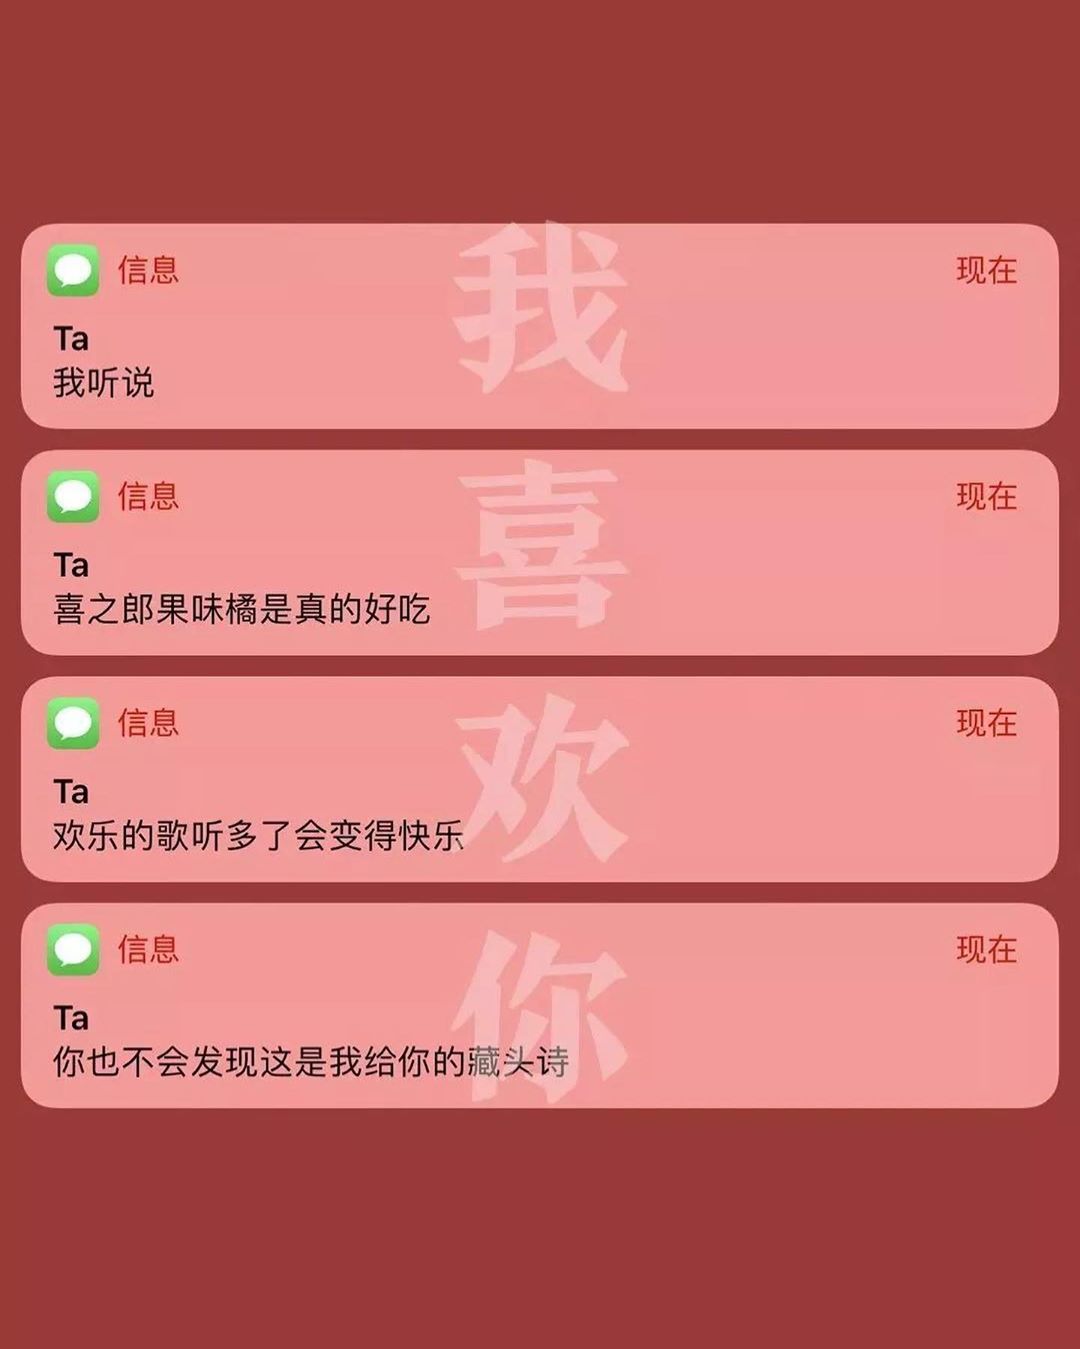 信息 现在
Ta
我听说
我
信息 现在
Ta
喜之郎果味橘是真的好吃
喜
信息 现在
Ta
欢乐的歌听多了会变得快乐
欢
信息 现在
Ta
你也不会发现这是我给你的藏头诗
你